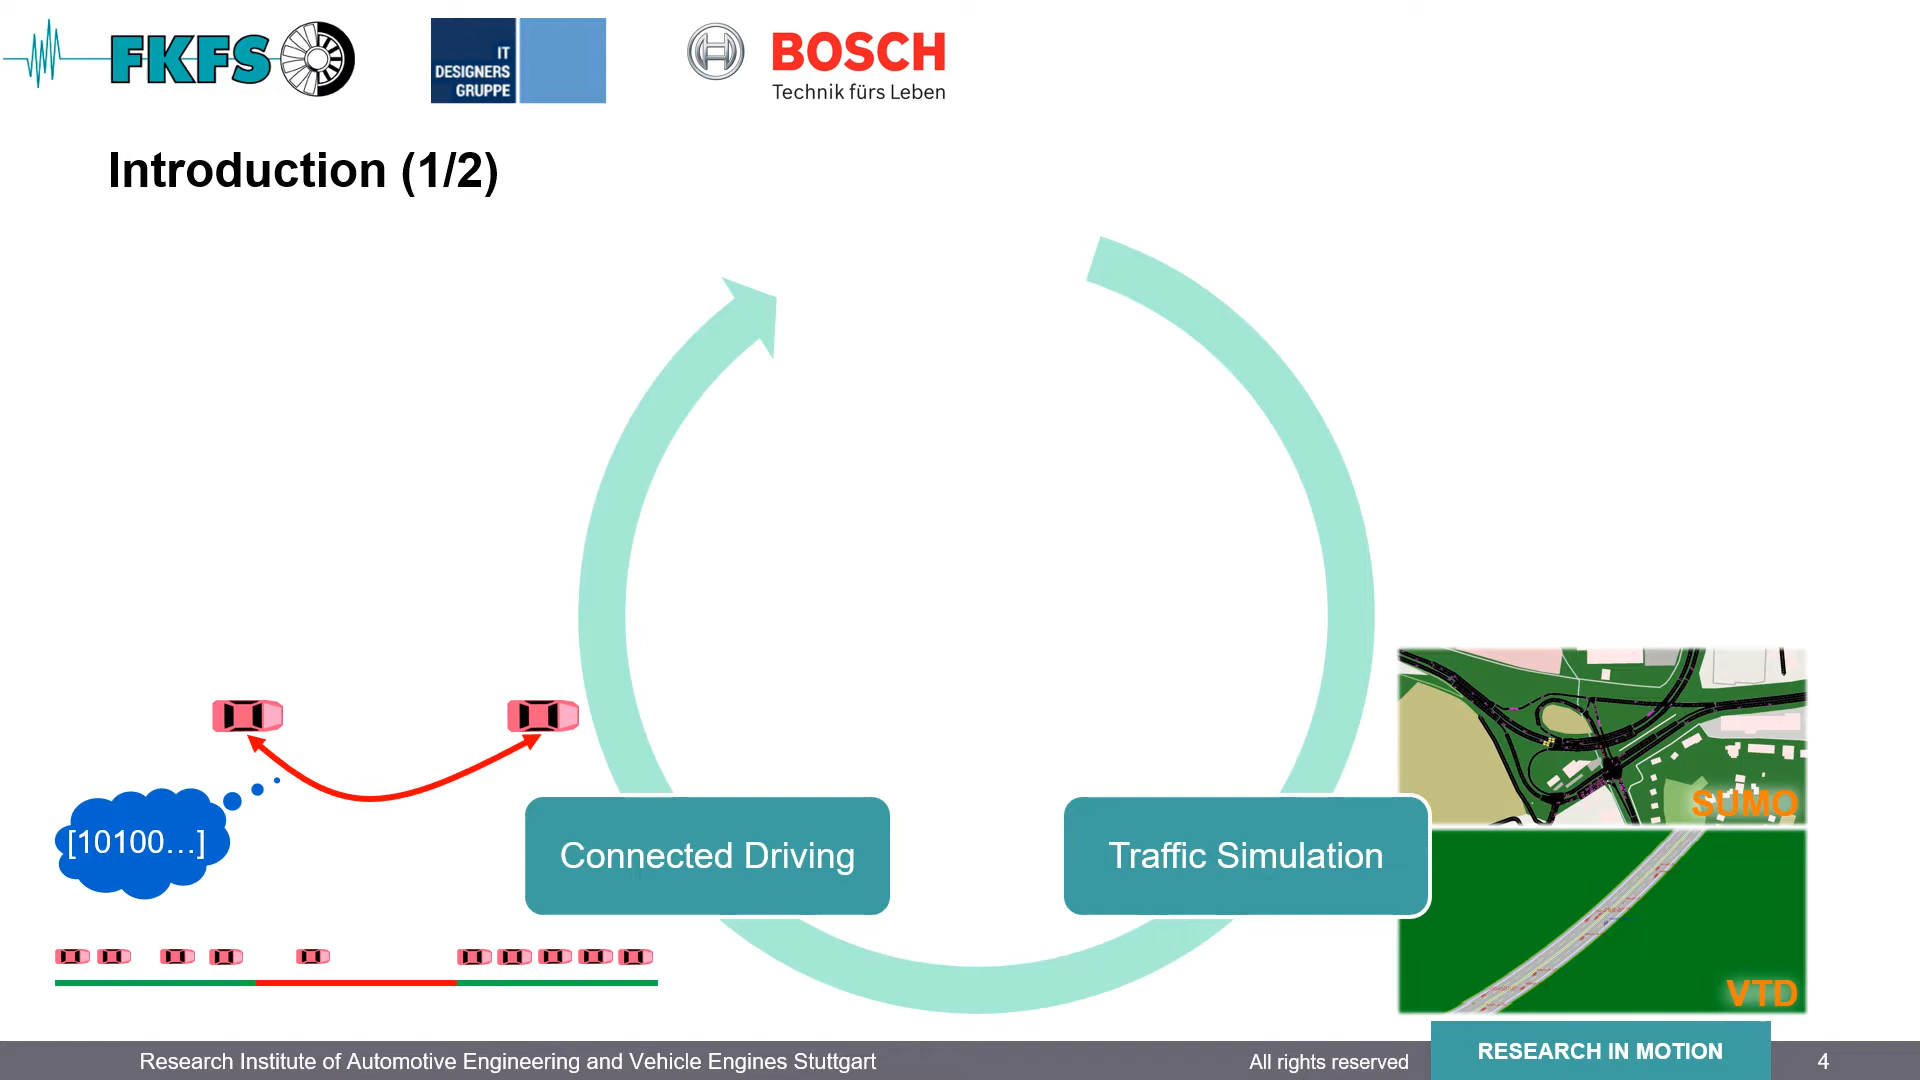 FKFS
IT
DESIGNERS
GRUPPE
BOSCH
Technik fürs Leben
Introduction (1/2)
SUMO
[10100...]
Connected Driving
Traffic Simulation
VTD
Research Institute of Automotive Engineering and Vehicle Engines Stuttgart
All rights reserved
RESEARCH IN MOTION
4